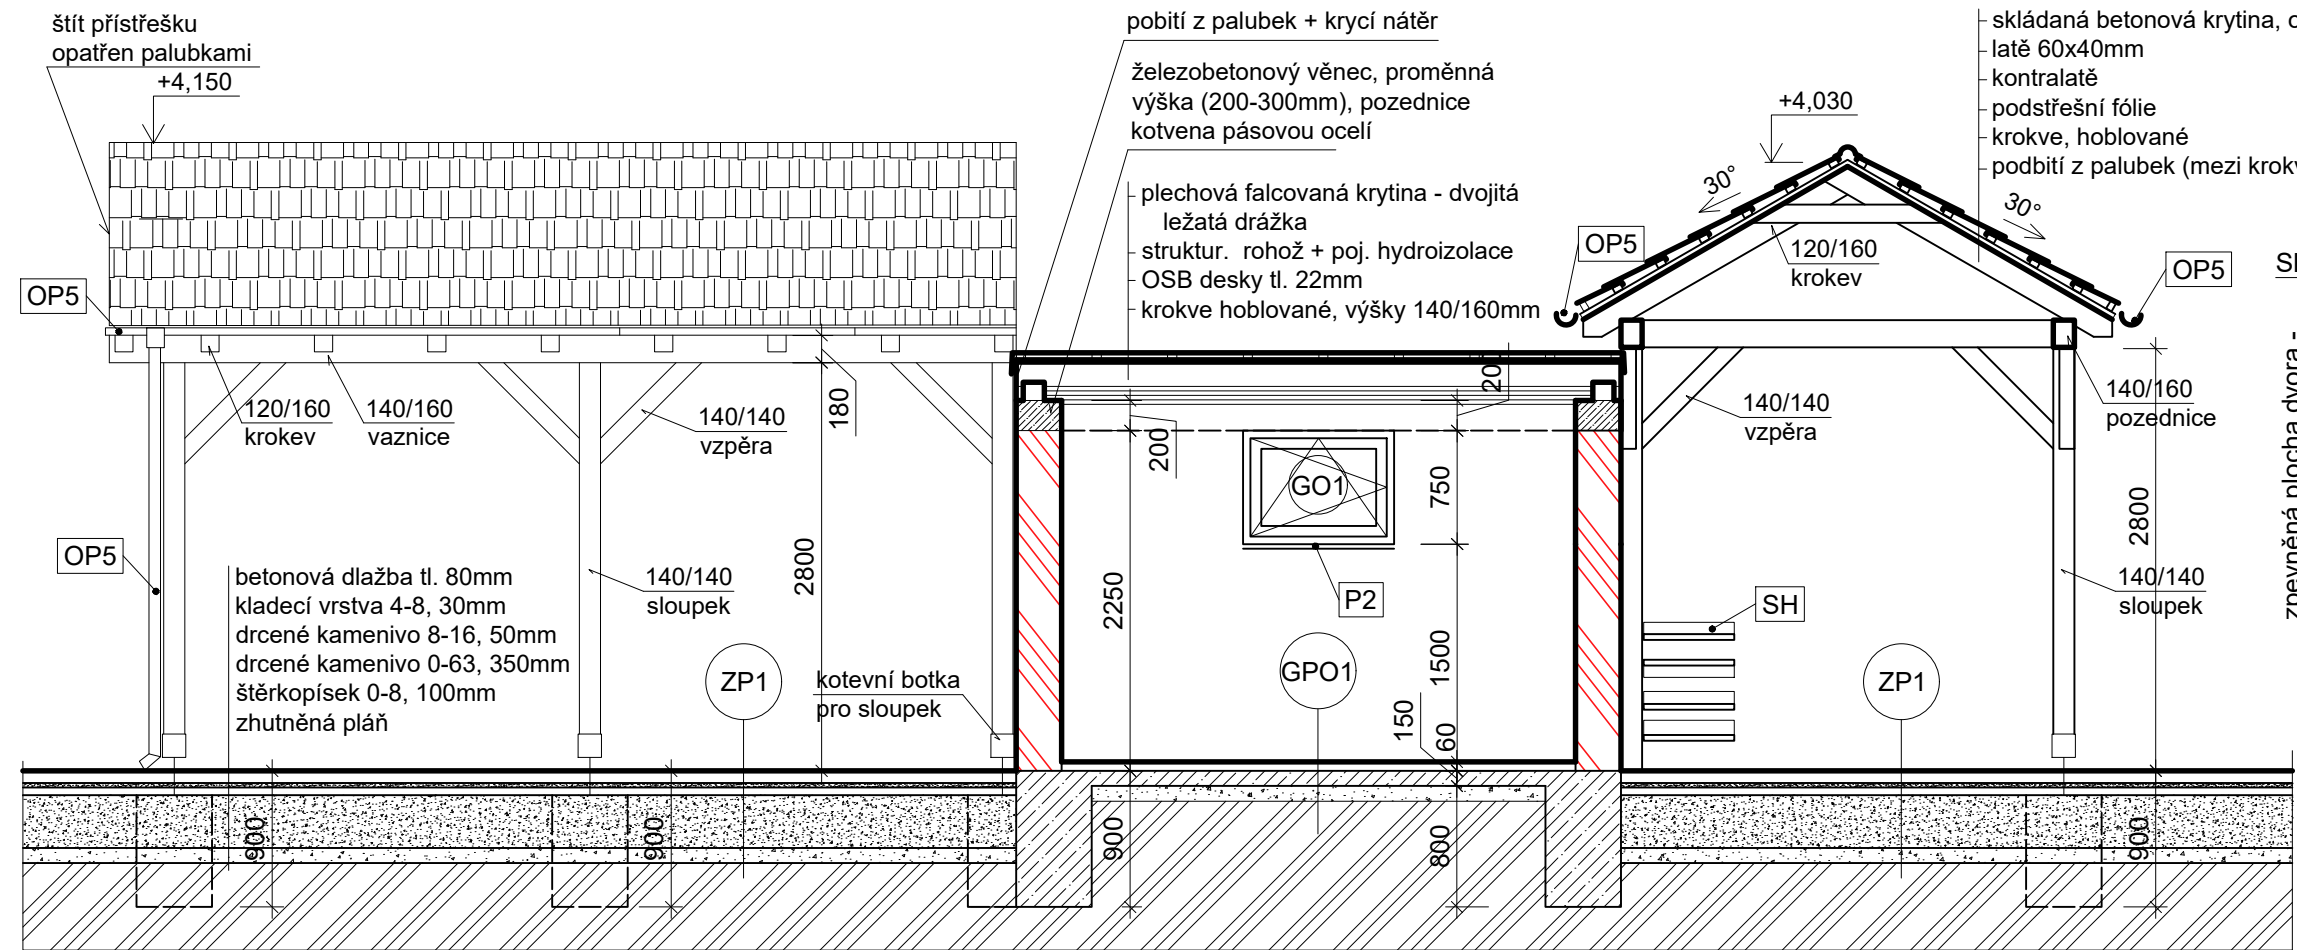 štít přístřešku
opatřen palubkami
+4,150
pobití z palubek + krycí nátěr
železobetonový věnec, proměnná
výška (200-300mm), pozednice
kotvena pásovou ocelí
plechová falcovaná krytina - dvojitá
ležatá drážka
struktur. rohož + poj. hydroizolace
OSB desky tl. 22mm
krokve hoblované, výšky 140/160mm
skládaná betonová krytina,
latě 60x40mm
kontralatě
podstřešní fólie
krokve, hoblované
podbití z palubek (mezi
+4,030
30°
30°
OP5
OP5
OP5
120/160
krokev
120/160
krokev
140/160
vaznice
140/140
vzpěra
180
200
200
GO1
750
140/140
vzpěra
140/160
pozednice
2800
OP5
betonová dlažba tl. 80mm
kladecí vrstva 4-8, 30mm
drcené kamenivo 8-16, 50mm
drcené kamenivo 0-63, 350mm
štěrkopísek 0-8, 100mm
zhutněná pláň
140/140
sloupek
2800
2250
P2
SH
140/140
sloupek
zpevněná plocha dvora -
ZP1
kotevní botka
pro sloupek
GPO1
1500
150
60
ZP1
900
900
900
800
900